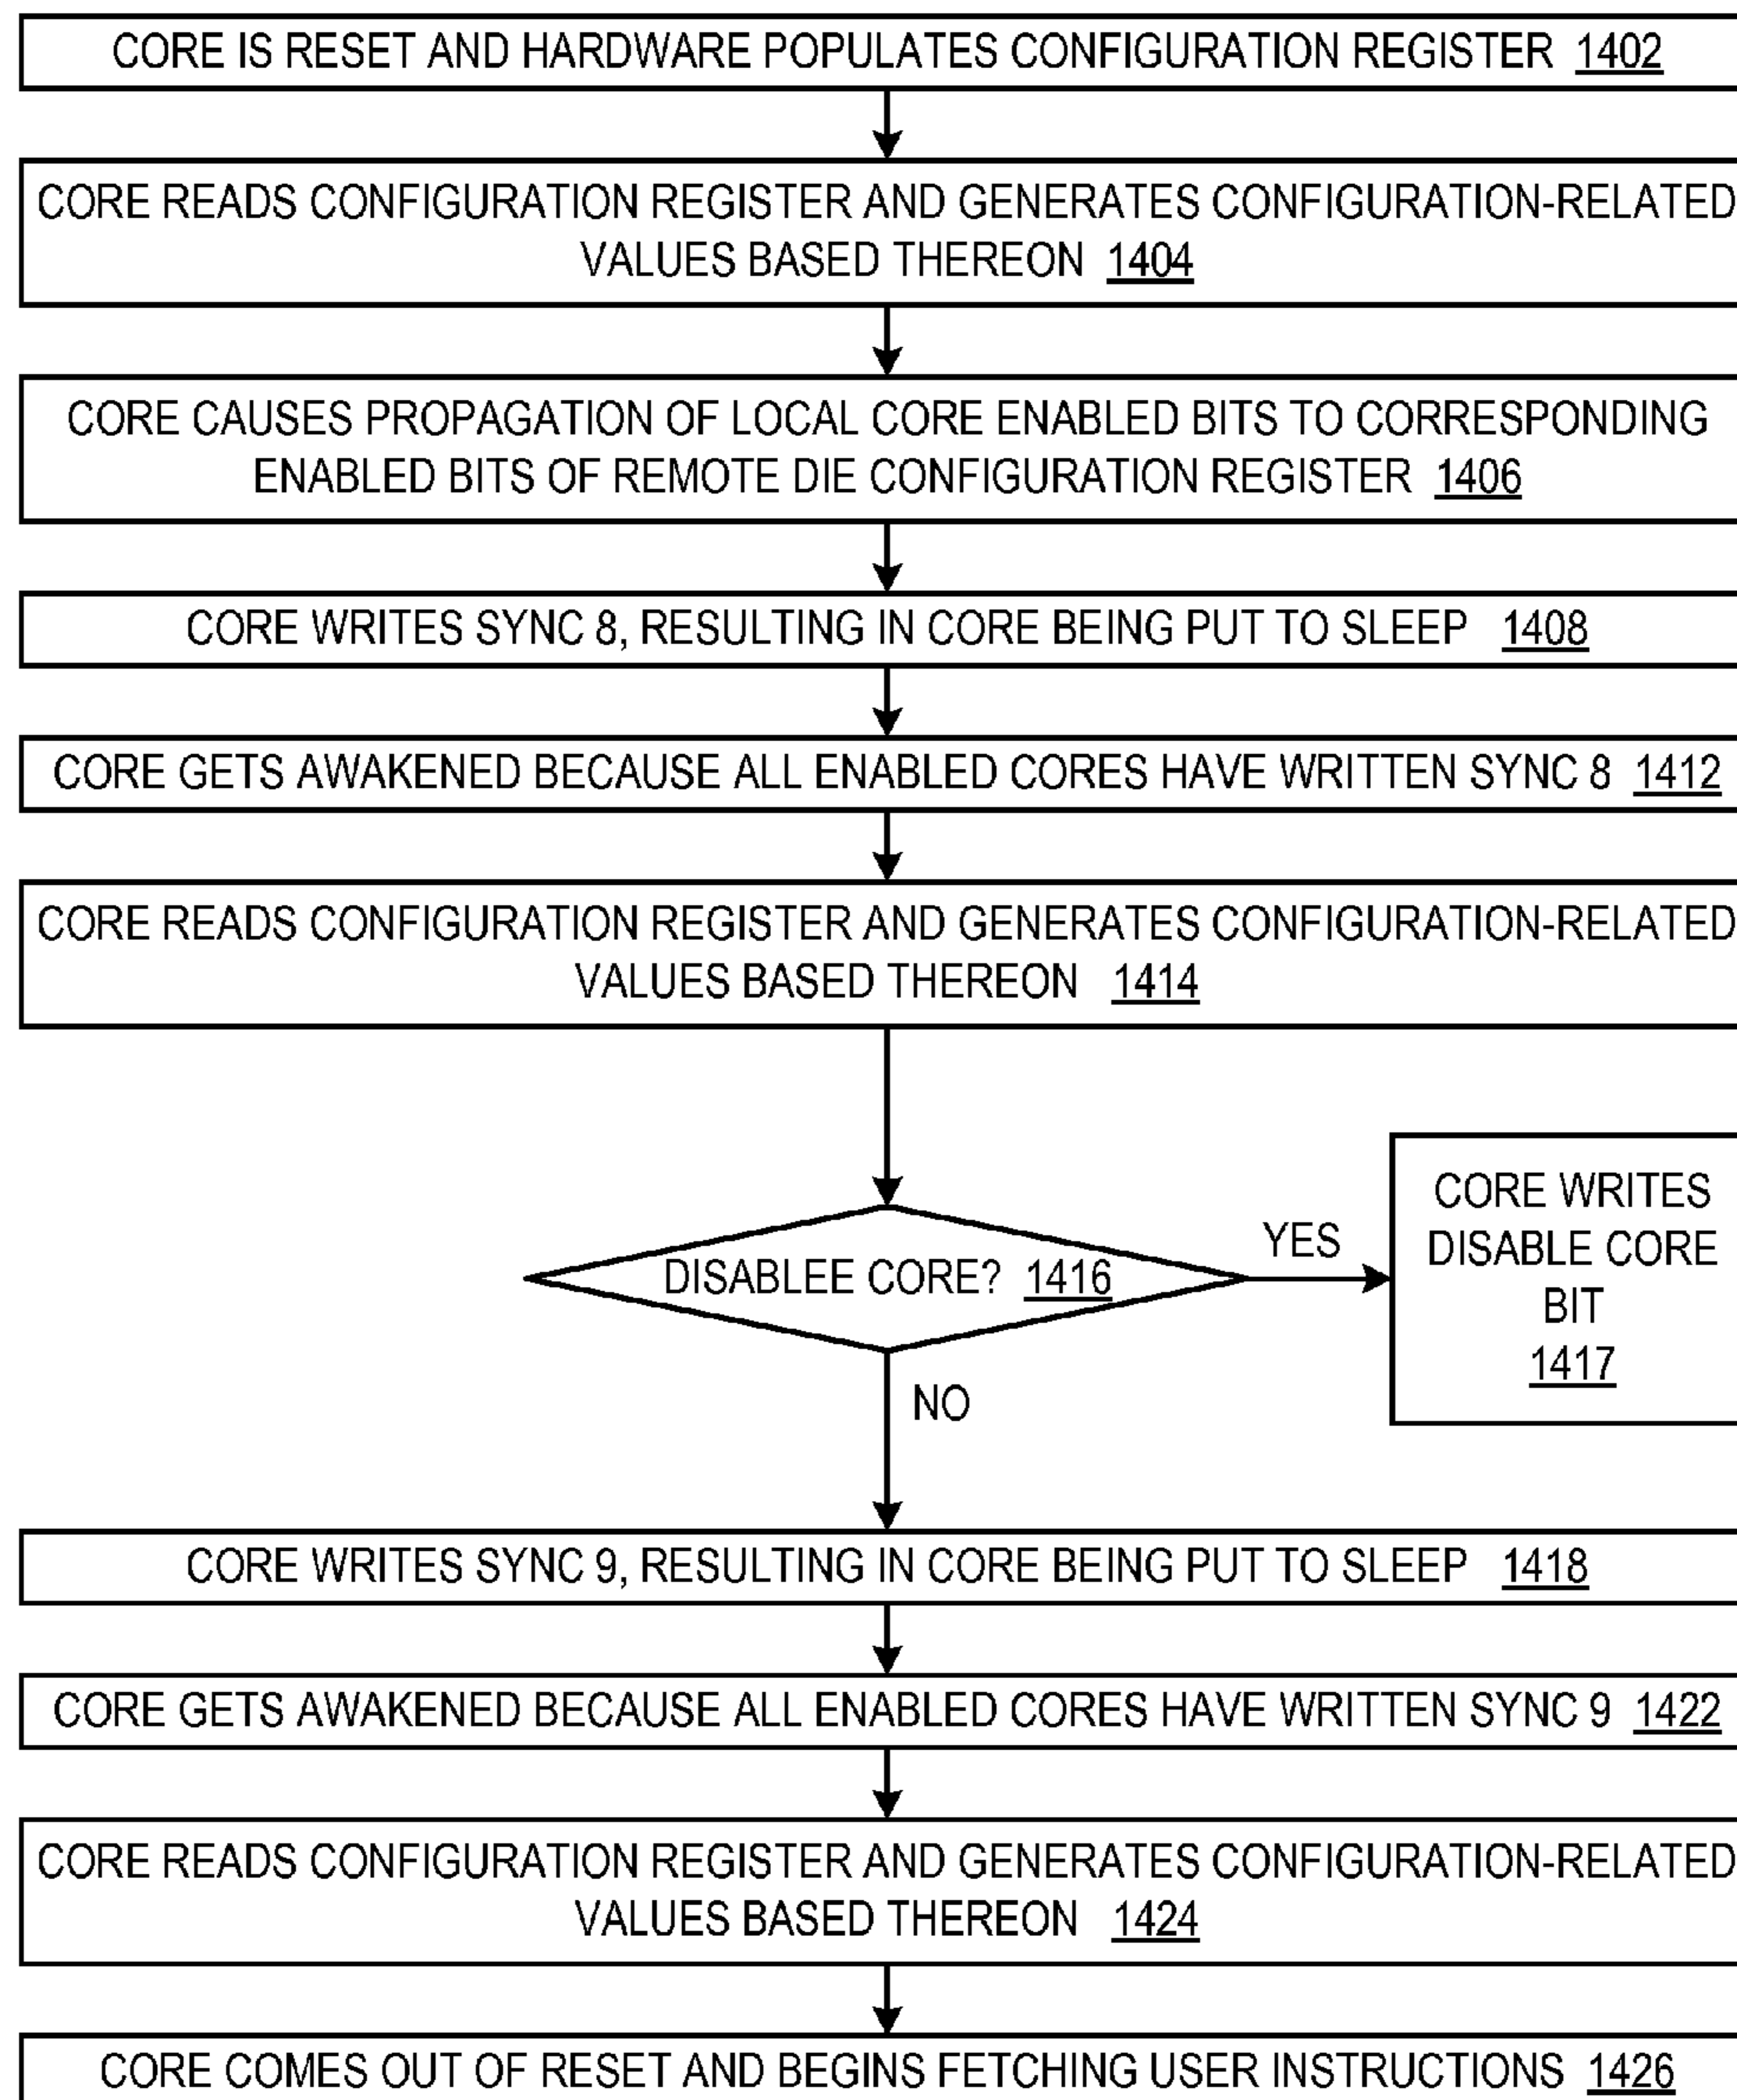 CORE IS RESET AND HARDWARE POPULATES CONFIGURATION REGISTER 1402
CORE READS CONFIGURATION REGISTER AND GENERATES CONFIGURATION-RELATED
VALUES BASED THEREON 1404
CORE CAUSES PROPAGATION OF LOCAL CORE ENABLED BITS TO CORRESPONDING
ENABLED BITS OF REMOTE DIE CONFIGURATION REGISTER 1406
CORE WRITES SYNC 8, RESULTING IN CORE BEING PUT TO SLEEP 1408
CORE GETS AWAKENED BECAUSE ALL ENABLED CORES HAVE WRITTEN SYNC 8 1412
CORE READS CONFIGURATION REGISTER AND GENERATES CONFIGURATION-RELATED
VALUES BASED THEREON 1414
DISABLEE CORE? 1416
YES
CORE WRITES
DISABLE CORE
BIT
1417
NO
CORE WRITES SYNC 9, RESULTING IN CORE BEING PUT TO SLEEP 1418
CORE GETS AWAKENED BECAUSE ALL ENABLED CORES HAVE WRITTEN SYNC 9 1422
CORE READS CONFIGURATION REGISTER AND GENERATES CONFIGURATION-RELATED
VALUES BASED THEREON 1424
CORE COMES OUT OF RESET AND BEGINS FETCHING USER INSTRUCTIONS 1426